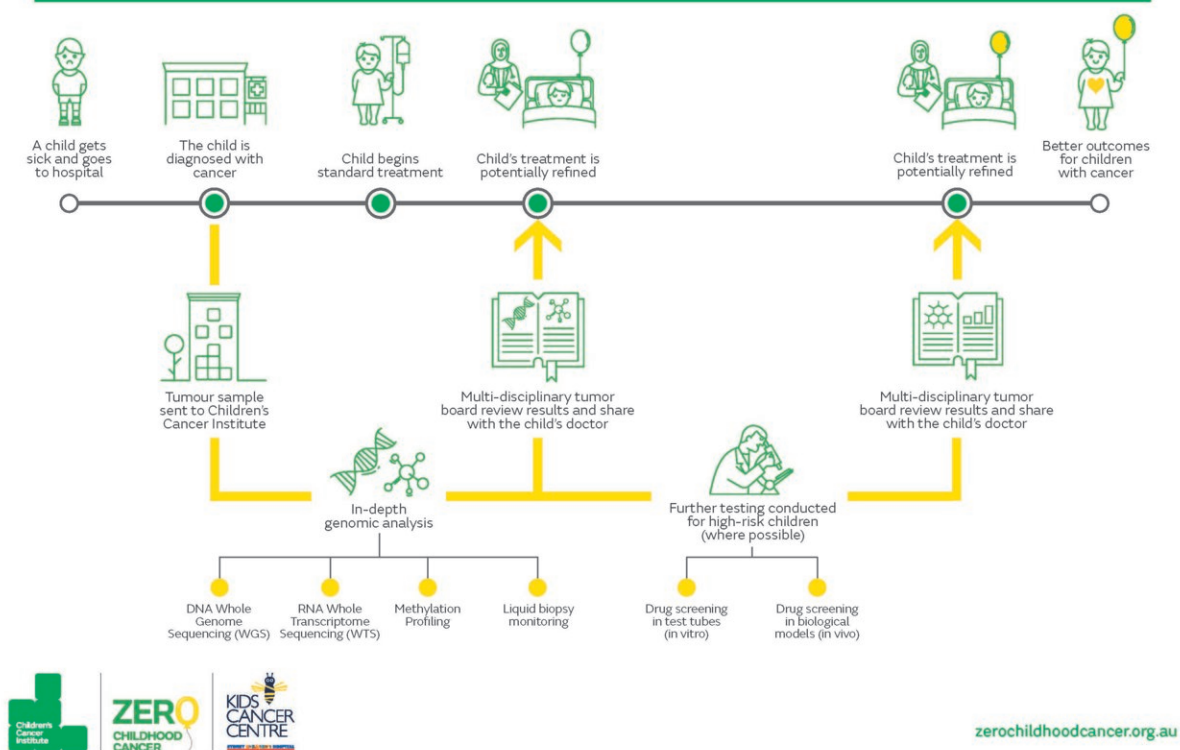 A child gets
sick and goes
to hospital
The child is
diagnosed with
cancer
Child begins
standard treatment
Child's treatment is
potentially refined
Child's treatment is
potentially refined
Better outcomes
for children
with cancer
Tumour sample
sent to Children's
Cancer Institute
Multi-disciplinary tumor
board review results and share
with the child's doctor
Multi-disciplinary tumor
board review results and share
with the child's doctor
In-depth
genomic analysis
Further testing conducted
for high-risk children
(where possible)
DNA Whole
Genome
Sequencing (WGS)
RNA Whole
Transcriptome
Sequencing (WTS)
Methylation
Profiling
Liquid biopsy
monitoring
Drug screening
in test tubes
(in vitro)
Drug screening
in biological
models (in vivo)
Children's
Cancer
Institute
ZERO
CHILDHOOD
CANCER
KIDS
CANCER
CENTRE
zerochildhoodcancer.org.au